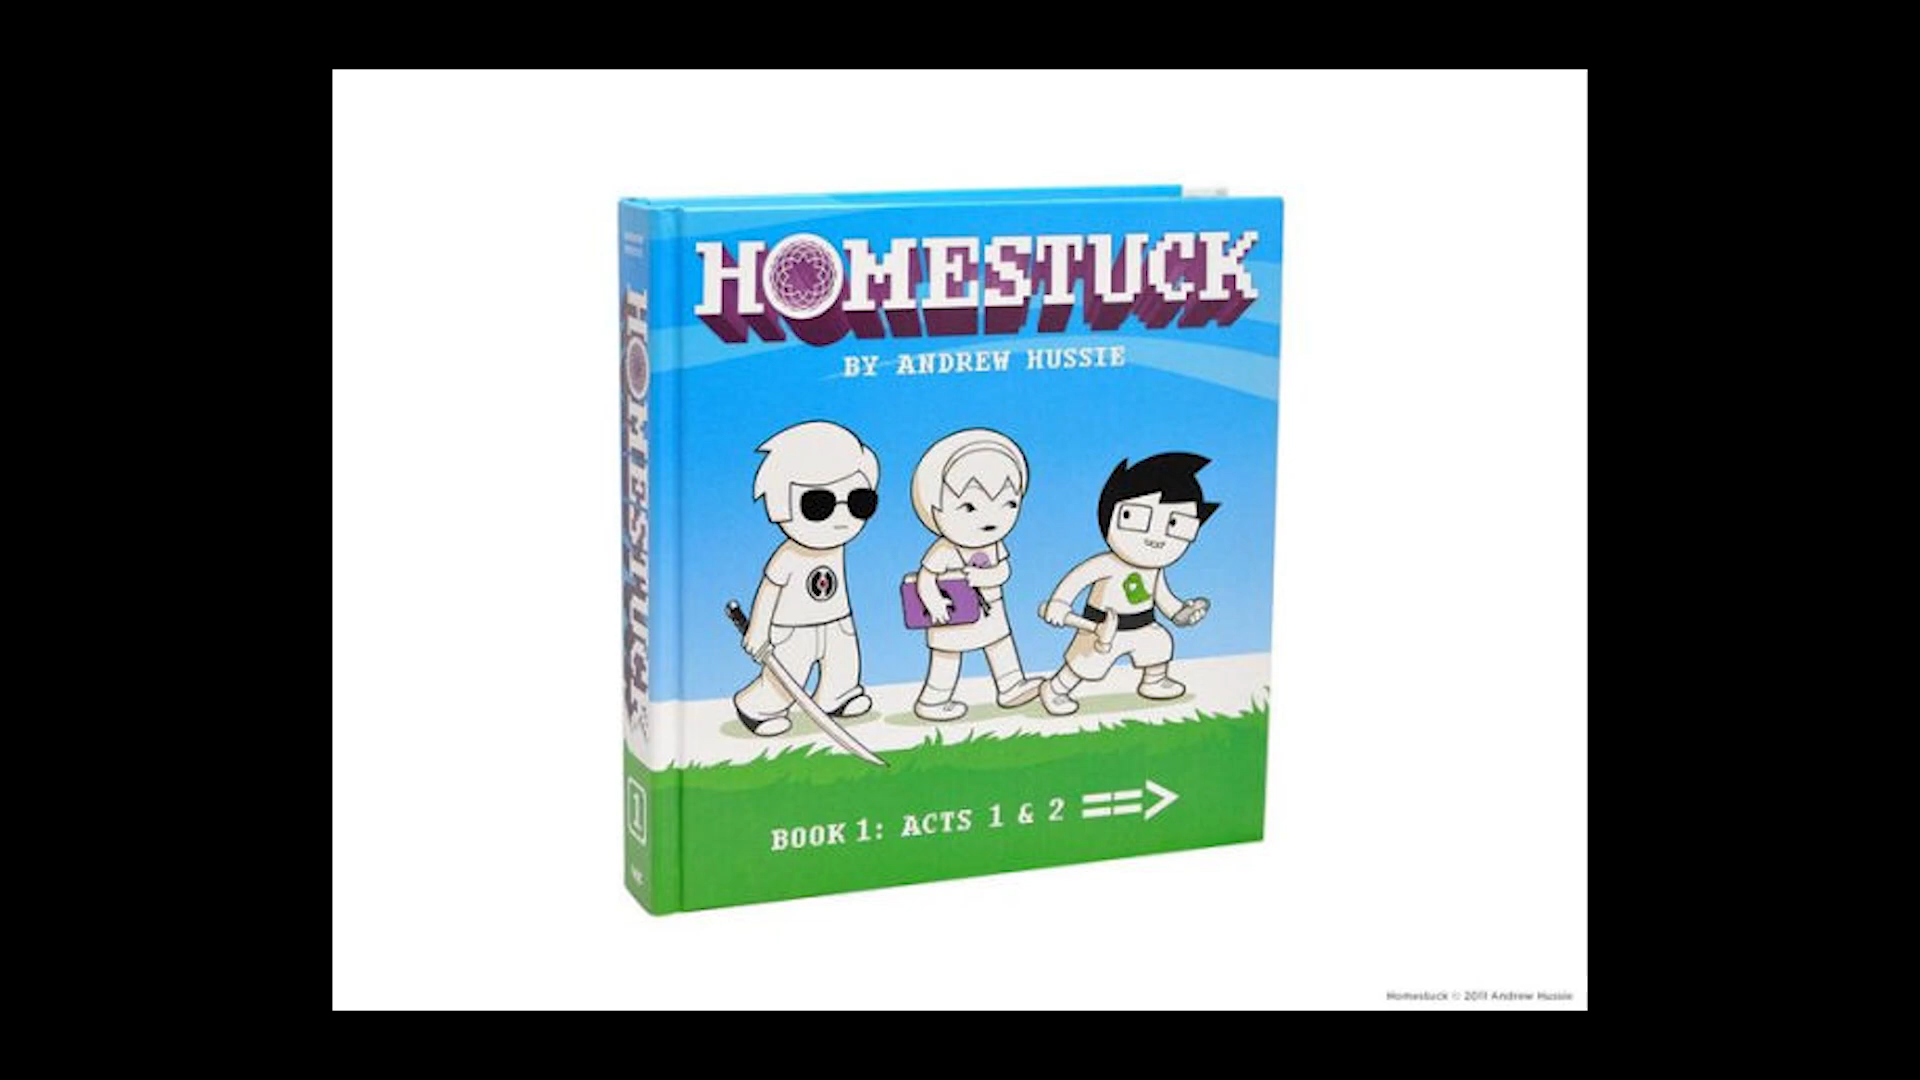 HOMESTUCK
BY ANDREW HUSSIE
BOOK 1: ACTS 1 & 2 ==>
HOMESTUCK
1
Homestuck © 2011 Andrew Hussie